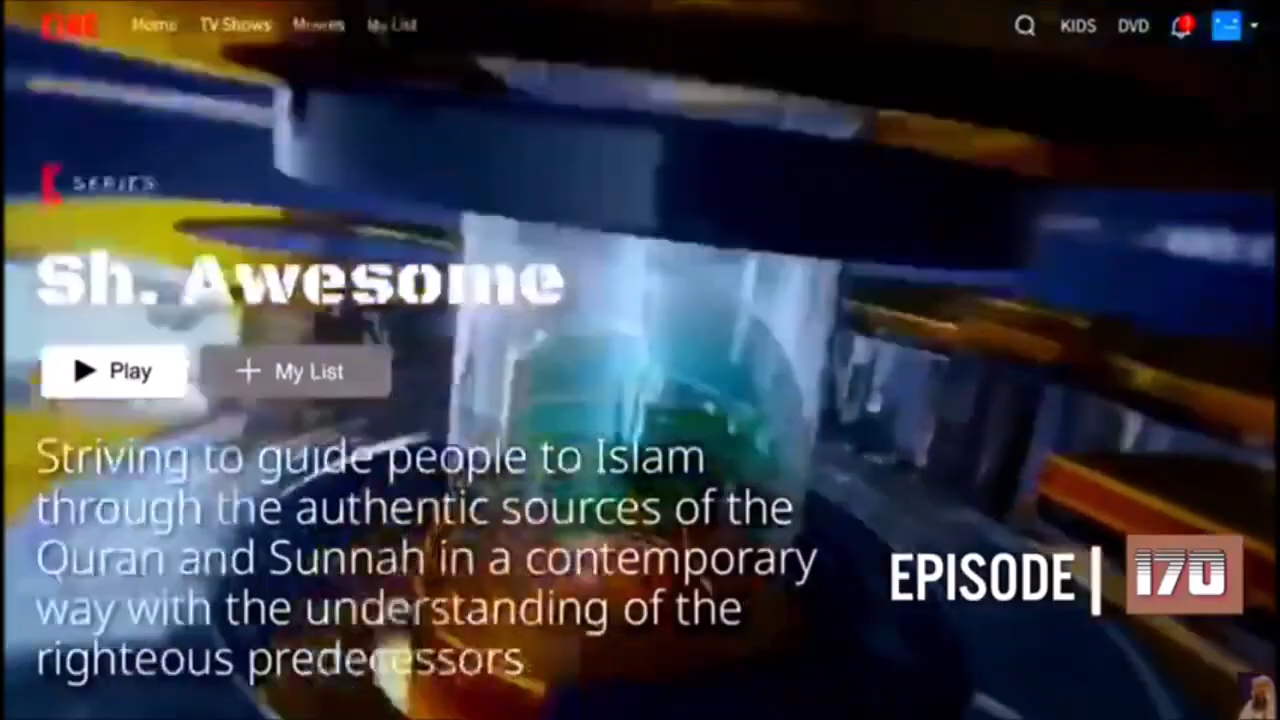 Home TV Shows Movies My List KIDS DVD
SERIES
Sh. Awesome
Play + My List
Striving to guide people to Islam
through the authentic sources of the
Quran and Sunnah in a contemporary
way with the understanding of the
righteous predecessors
EPISODE | 170